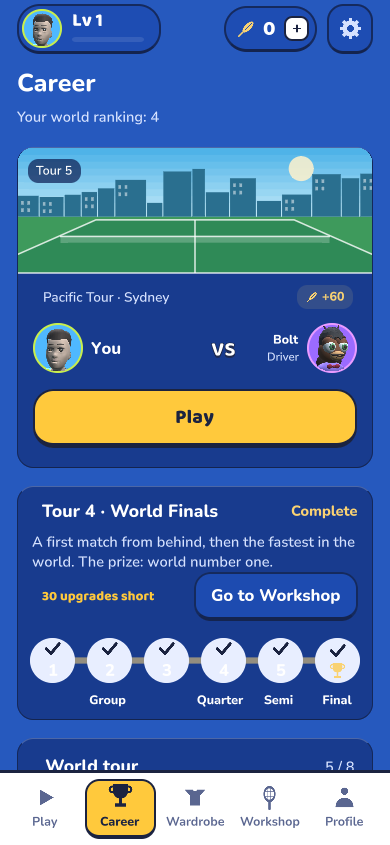 Lv 1
0
+
Career
Your world ranking: 4
Tour 5
Pacific Tour · Sydney
+60
You
VS
Bolt
Driver
Play
Tour 4 · World Finals
Complete
A first match from behind, then the fastest in the
world. The prize: world number one.
30 upgrades short
Go to Workshop
1
2
3
4
5
Group
Quarter
Semi
Final
World tour
5 / 8
Play
Career
Wardrobe
Workshop
Profile